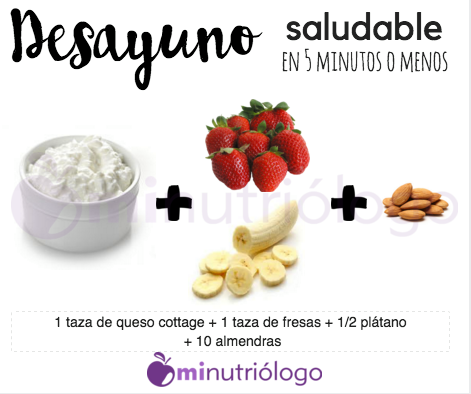 Desayuno saludable
EN 5 MINUTOS O MENOS
minutriólogo
1 taza de queso cottage + 1 taza de fresas + 1/2 plátano
+ 10 almendras
minutriólogo